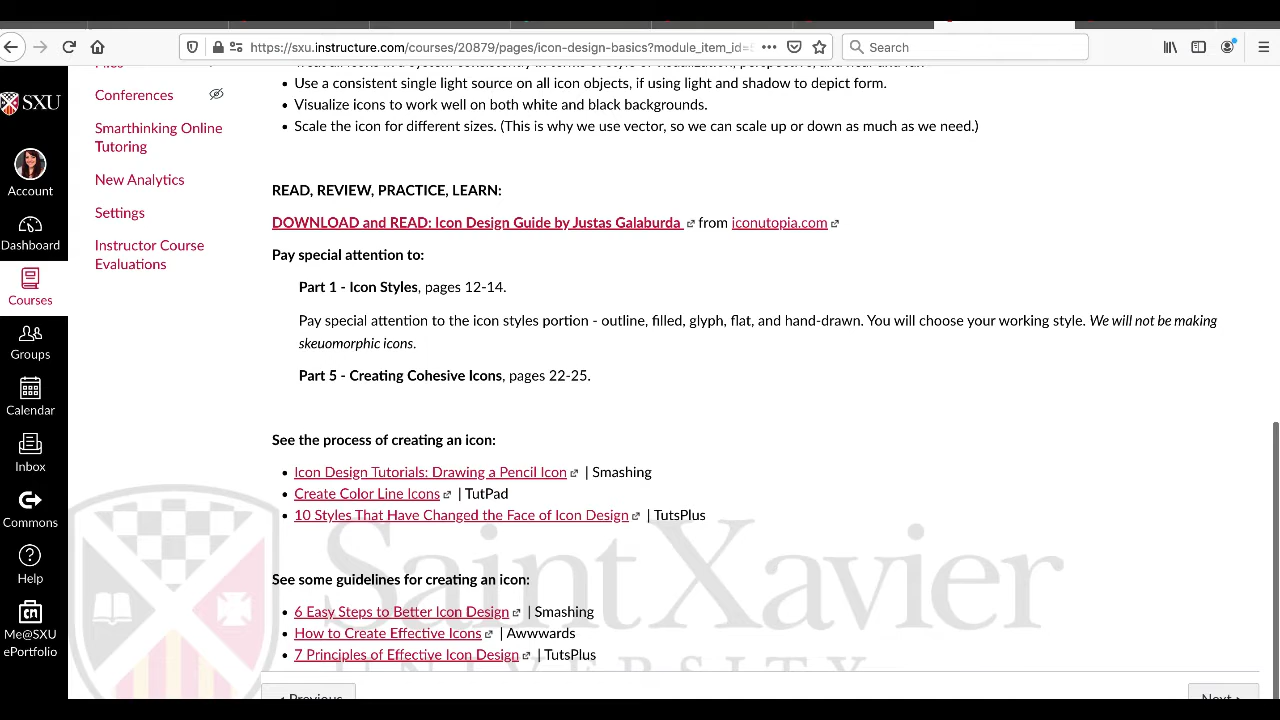 https://sxu.instructure.com/courses/20879/pages/icon-design-basics?module_item_id=
Search
SXU
Account
Dashboard
Courses
Groups
Calendar
Inbox
Commons
Help
Me@SXU
ePortfolio
Files
Conferences
Smarthinking Online
Tutoring
New Analytics
Settings
Instructor Course
Evaluations
Use a consistent single light source on all icon objects, if using light and shadow to depict form.
Visualize icons to work well on both white and black backgrounds.
Scale the icon for different sizes. (This is why we use vector, so we can scale up or down as much as we need.)
READ, REVIEW, PRACTICE, LEARN:
DOWNLOAD and READ: Icon Design Guide by Justas Galaburda from iconutopia.com
Pay special attention to:
Part 1 - Icon Styles, pages 12-14.
Pay special attention to the icon styles portion - outline, filled, glyph, flat, and hand-drawn. You will choose your working style. We will not be making
skeuomorphic icons.
Part 5 - Creating Cohesive Icons, pages 22-25.
See the process of creating an icon:
Icon Design Tutorials: Drawing a Pencil Icon | Smashing
Create Color Line Icons | TutPad
10 Styles That Have Changed the Face of Icon Design | TutsPlus
See some guidelines for creating an icon:
6 Easy Steps to Better Icon Design | Smashing
How to Create Effective Icons | Awwwards
7 Principles of Effective Icon Design | TutsPlus
Saint Xavier
UNIVERSITY
Previous
Next